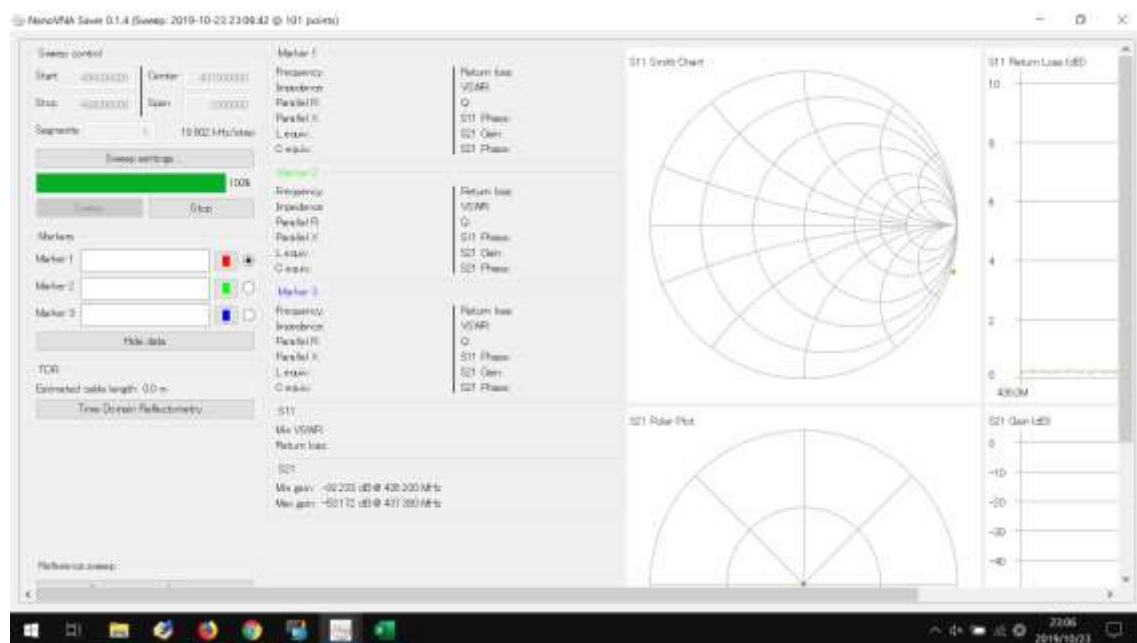 NanoVNA Saver 0.1.4 (Sweep: 2019-10-23 23:06:42 @ 101 points)
Sweep control
Start
Center
Stop
Span
Segments
1
Sweep settings ...
100%
Sweep
Stop
Markers
Marker 1
Marker 2
Marker 3
Hide data
TDR
Estimated cable length: 0.0 m
Time Domain Reflectometry ...
Reference sweep
Marker 1
Frequency:
Impedance:
Parallel R:
Parallel X:
L equiv.:
C equiv.:
Return loss:
VSWR:
Q:
S11 Phase:
S21 Gain:
S21 Phase:
Marker 2
Frequency:
Impedance:
Parallel R:
Parallel X:
L equiv.:
C equiv.:
Return loss:
VSWR:
Q:
S11 Phase:
S21 Gain:
S21 Phase:
Marker 3
Frequency:
Impedance:
Parallel R:
Parallel X:
L equiv.:
C equiv.:
Return loss:
VSWR:
Q:
S11 Phase:
S21 Gain:
S21 Phase:
S11
Min VSWR:
Return loss:
S21
Min gain:
Max gain:
S11 Smith Chart
S11 Return Loss (dB)
10
8
6
4
2
0
S21 Polar Plot
S21 Gain (dB)
0
-10
-20
-30
-40
23:06
2019/10/23